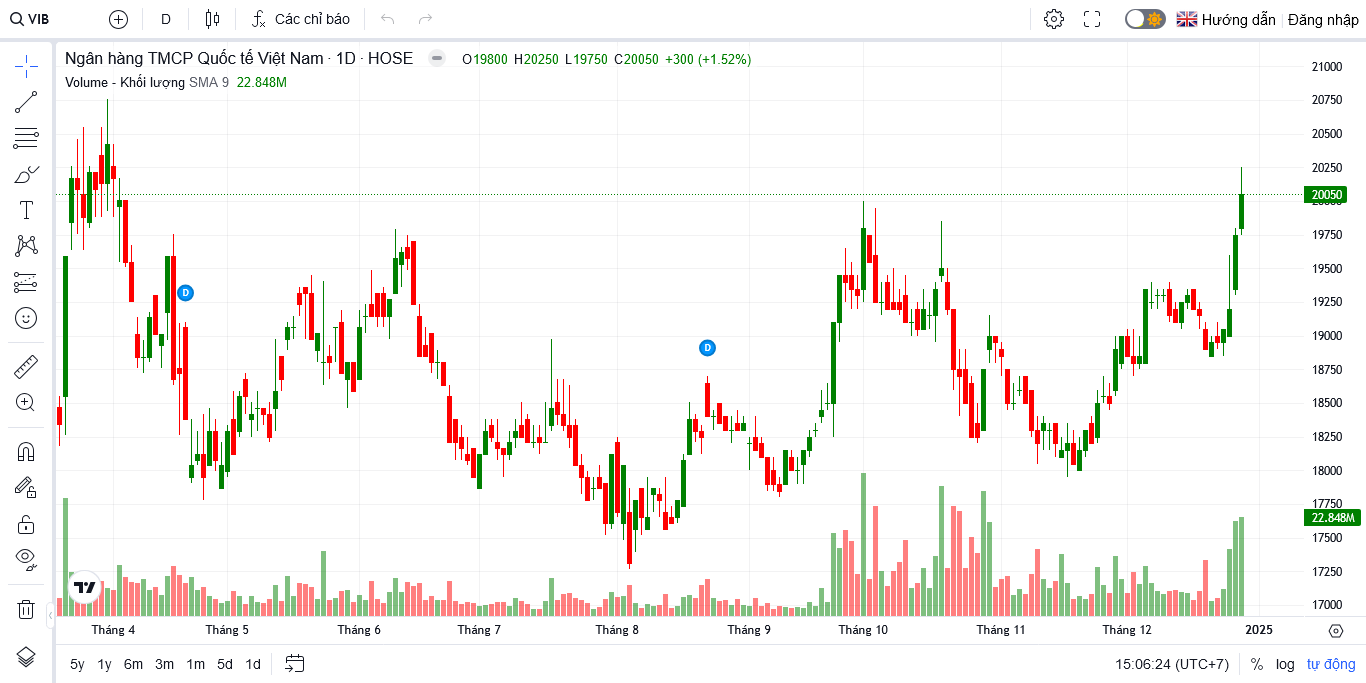 VIB
D
Các chỉ báo
Hướng dẫn
Đăng nhập
Ngân hàng TMCP Quốc tế Việt Nam · 1D · HOSE
O19800 H20250 L19750 C20050 +300 (+1.52%)
Volume - Khối lượng SMA 9 22.848M
21000
20750
20500
20250
20050
20000
19750
19500
19250
19000
18750
18500
18250
18000
17750
22.848M
17500
17250
17000
D
D
Tháng 4
Tháng 5
Tháng 6
Tháng 7
Tháng 8
Tháng 9
Tháng 10
Tháng 11
Tháng 12
2025
5y 1y 6m 3m 1m 5d 1d
15:06:24 (UTC+7)
% log tự động